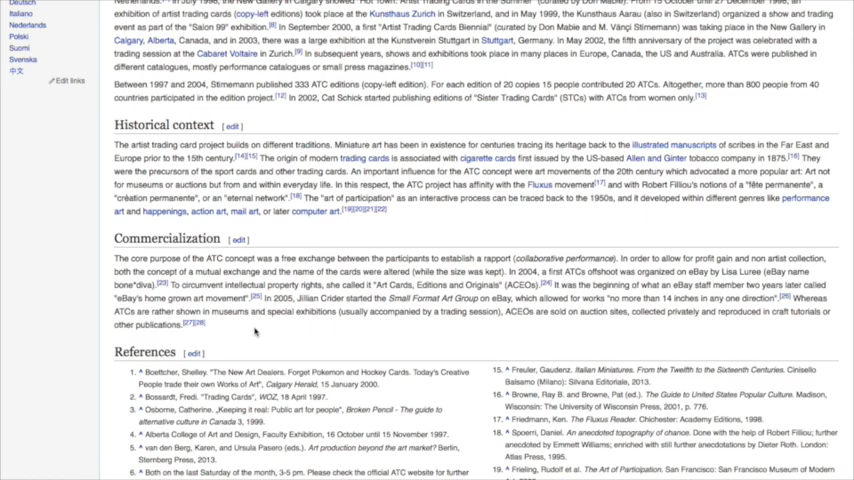 Deutsch
Italiano
Nederlands
Polski
Suomi
Svenska
中文
Edit links
exhibition of artist trading cards (copy-left editions) took place at the Kunsthaus Zurich in Switzerland, and in May 1999, the Kunsthaus Aarau (also in Switzerland) organized a show and trading
event as part of the "Salon 99" exhibition.[8] In September 2000, a first "Artist Trading Cards Biennial" (curated by Don Mabie and M. Vänçi Stirnemann) was taking place in the New Gallery in
Calgary, Alberta, Canada, and in 2003, there was a large exhibition at the Kunstverein Stuttgart in Stuttgart, Germany. In May 2002, the fifth anniversary of the project was celebrated with a
trading session at the Cabaret Voltaire in Zurich.[9] In subsequent years, shows and exhibitions took place in many places in Europe, Canada, the US and Australia. ATCs were published in
different catalogues, mostly performance catalogues or small press magazines.[10][11]
Between 1997 and 2004, Stirnemann published 333 ATC editions (copy-left edition). For each edition of 20 copies 15 people contributed 20 ATCs. Altogether, more than 800 people from 40
countries participated in the edition project.[12] In 2002, Cat Schick started publishing editions of "Sister Trading Cards" (STCs) with ATCs from women only.[13]
Historical context [ edit ]
The artist trading card project builds on different traditions. Miniature art has been in existence for centuries tracing its heritage back to the illustrated manuscripts of scribes in the Far East and
Europe prior to the 15th century.[14][15] The origin of modern trading cards is associated with cigarette cards first issued by the US-based Allen and Ginter tobacco company in 1875.[16] They
were the precursors of the sport cards and other trading cards. An important influence for the ATC concept were art movements of the 20th century which advocated a more popular art: Art not
for museums or auctions but from and within everyday life. In this respect, the ATC project has affinity with the Fluxus movement[17] and with Robert Filliou's notions of a "fête permanente", a
"création permanente", or an "eternal network".[18] The "art of participation" as an interactive process can be traced back to the 1950s, and it developed within different genres like performance
art and happenings, action art, mail art, or later computer art.[19][20][21][22]
Commercialization [ edit ]
The core purpose of the ATC concept was a free exchange between the participants to establish a rapport (collaborative performance). In order to allow for profit gain and non artist collection,
both the concept of a mutual exchange and the name of the cards were altered (while the size was kept). In 2004, a first ATCs offshoot was organized on eBay by Lisa Luree (eBay name
bone*diva).[23] To circumvent intellectual property rights, she called it "Art Cards, Editions and Originals" (ACEOs).[24] It was the beginning of what an eBay staff member two years later called
"eBay's home grown art movement".[25] In 2005, Jillian Crider started the Small Format Art Group on eBay, which allowed for works "no more than 14 inches in any one direction".[26] Whereas
ATCs are rather shown in museums and special exhibitions (usually accompanied by a trading session), ACEOs are sold on auction sites, collected privately and reproduced in craft tutorials or
other publications.[27][28]
References [ edit ]
1. ^ Boettcher, Shelley. "The New Art Dealers. Forget Pokemon and Hockey Cards. Today's Creative
People trade their own Works of Art", Calgary Herald, 15 January 2000.
2. ^ Bossardt, Fredi. "Trading Cards", WOZ, 18 April 1997.
3. ^ Osborne, Catherine. „Keeping it real: Public art for people", Broken Pencil - The guide to
alternative culture in Canada 3, 1999.
4. ^ Alberta College of Art and Design, Faculty Exhibition, 16 October until 15 November 1997.
5. ^ van den Berg, Karen, and Ursula Pasero (eds.). Art production beyond the art market? Berlin,
Sternberg Press, 2013.
6. ^ Both on the last Saturday of the month, 3-5 pm. Please check the official ATC website for further
15. ^ Freuler, Gaudenz. Italian Miniatures. From the Twelfth to the Sixteenth Centuries. Cinisello
Balsamo (Milano): Silvana Editoriale, 2013.
16. ^ Browne, Ray B. and Browne, Pat (ed.). The Guide to United States Popular Culture. Madson,
Wisconsin: The University of Wisconsin Press, 2001, p. 776.
17. ^ Friedmann, Ken. The Fluxus Reader. Chichester: Academy Editions, 1998.
18. ^ Spoerri, Daniel. An anecdoted topography of chance. Done with the help of Robert Filliou; further
anecdoted by Emmett Williams; enriched with still further anecdotations by Dieter Roth. London:
Atlas Press, 1995.
19. ^ Frieling, Rudolf et al. The Art of Participation. San Francisco: San Francisco Museum of Modern